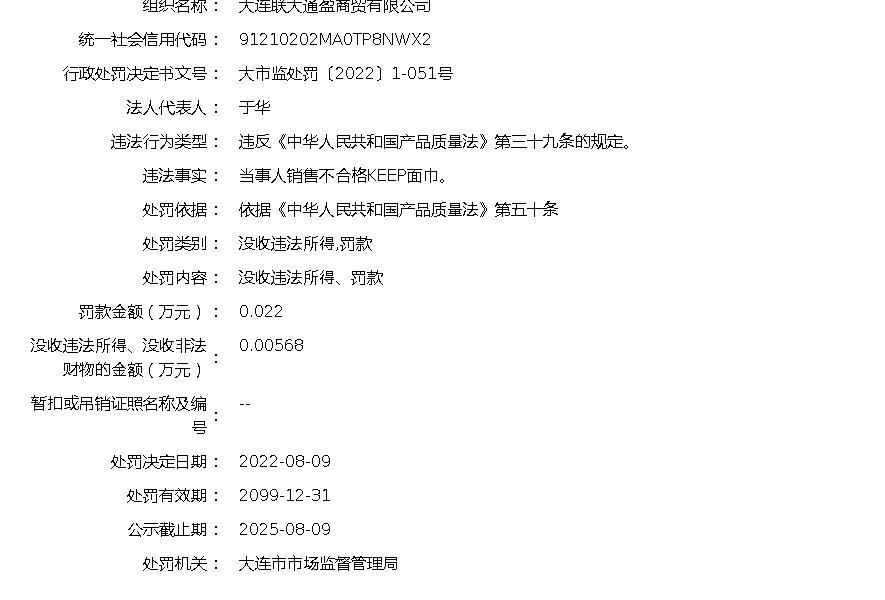 组织名称： 大连联大通盈商贸有限公司
统一社会信用代码： 91210202MA0TP8NWX2
行政处罚决定书文号： 大市监处罚〔2022〕1-051号
法人代表人： 于华
违法行为类型： 违反《中华人民共和国产品质量法》第三十九条的规定。
违法事实： 当事人销售不合格KEEP面巾。
处罚依据： 依据《中华人民共和国产品质量法》第五十条
处罚类别： 没收违法所得,罚款
处罚内容： 没收违法所得、罚款
罚款金额（万元）： 0.022
没收违法所得、没收非法 0.00568
财物的金额（万元）：
暂扣或吊销证照名称及编 --
号：
处罚决定日期： 2022-08-09
处罚有效期： 2099-12-31
公示截止期： 2025-08-09
处罚机关： 大连市市场监督管理局